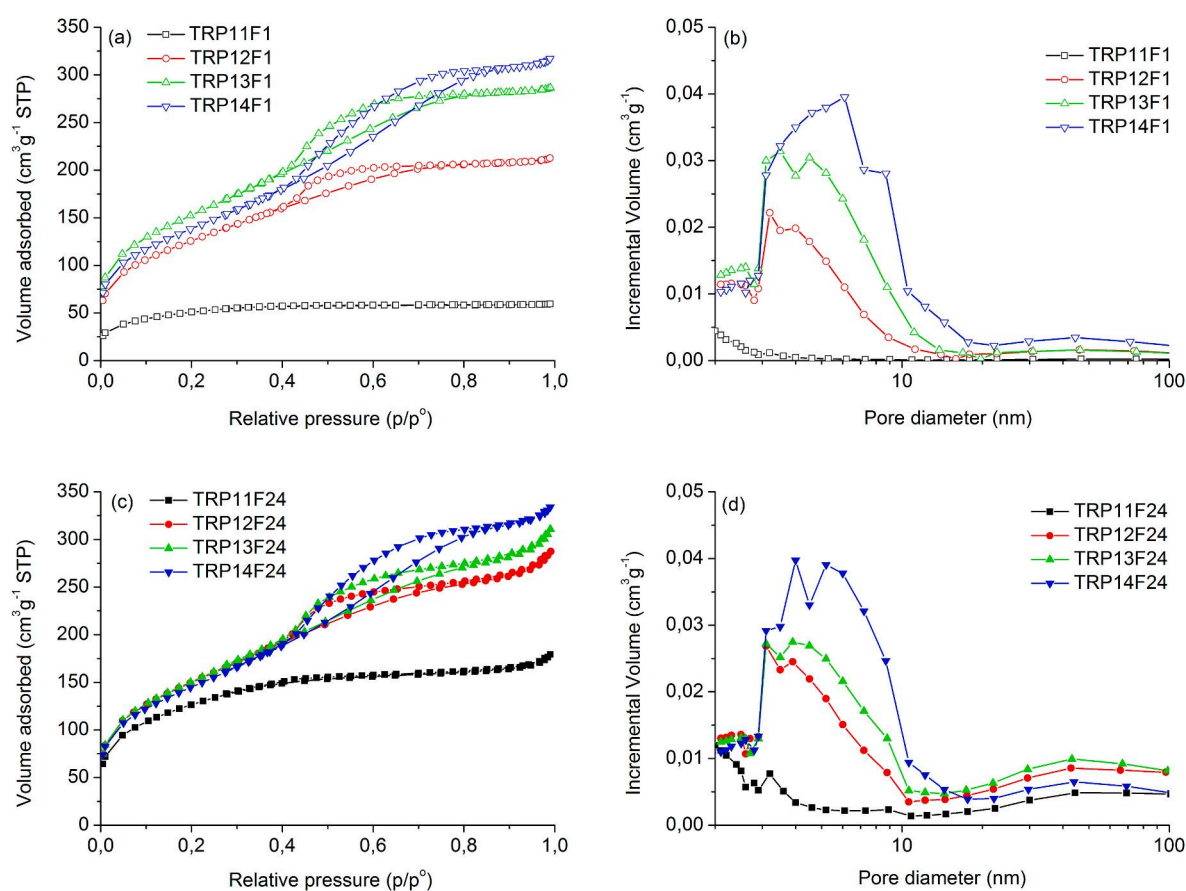 (a)
TRP11F1
TRP12F1
TRP13F1
TRP14F1
Volume adsorbed (cm³g⁻¹ STP)
350
300
250
200
150
100
50
0
0,0 0,2 0,4 0,6 0,8 1,0
Relative pressure (p/pº)
(b)
TRP11F1
TRP12F1
TRP13F1
TRP14F1
Incremental Volume (cm³g⁻¹)
0,05
0,04
0,03
0,02
0,01
0,00
10 100
Pore diameter (nm)
(c)
TRP11F24
TRP12F24
TRP13F24
TRP14F24
Volume adsorbed (cm³g⁻¹ STP)
350
300
250
200
150
100
50
0
0,0 0,2 0,4 0,6 0,8 1,0
Relative pressure (p/pº)
(d)
TRP11F24
TRP12F24
TRP13F24
TRP14F24
Incremental Volume (cm³g⁻¹)
0,05
0,04
0,03
0,02
0,01
0,00
10 100
Pore diameter (nm)